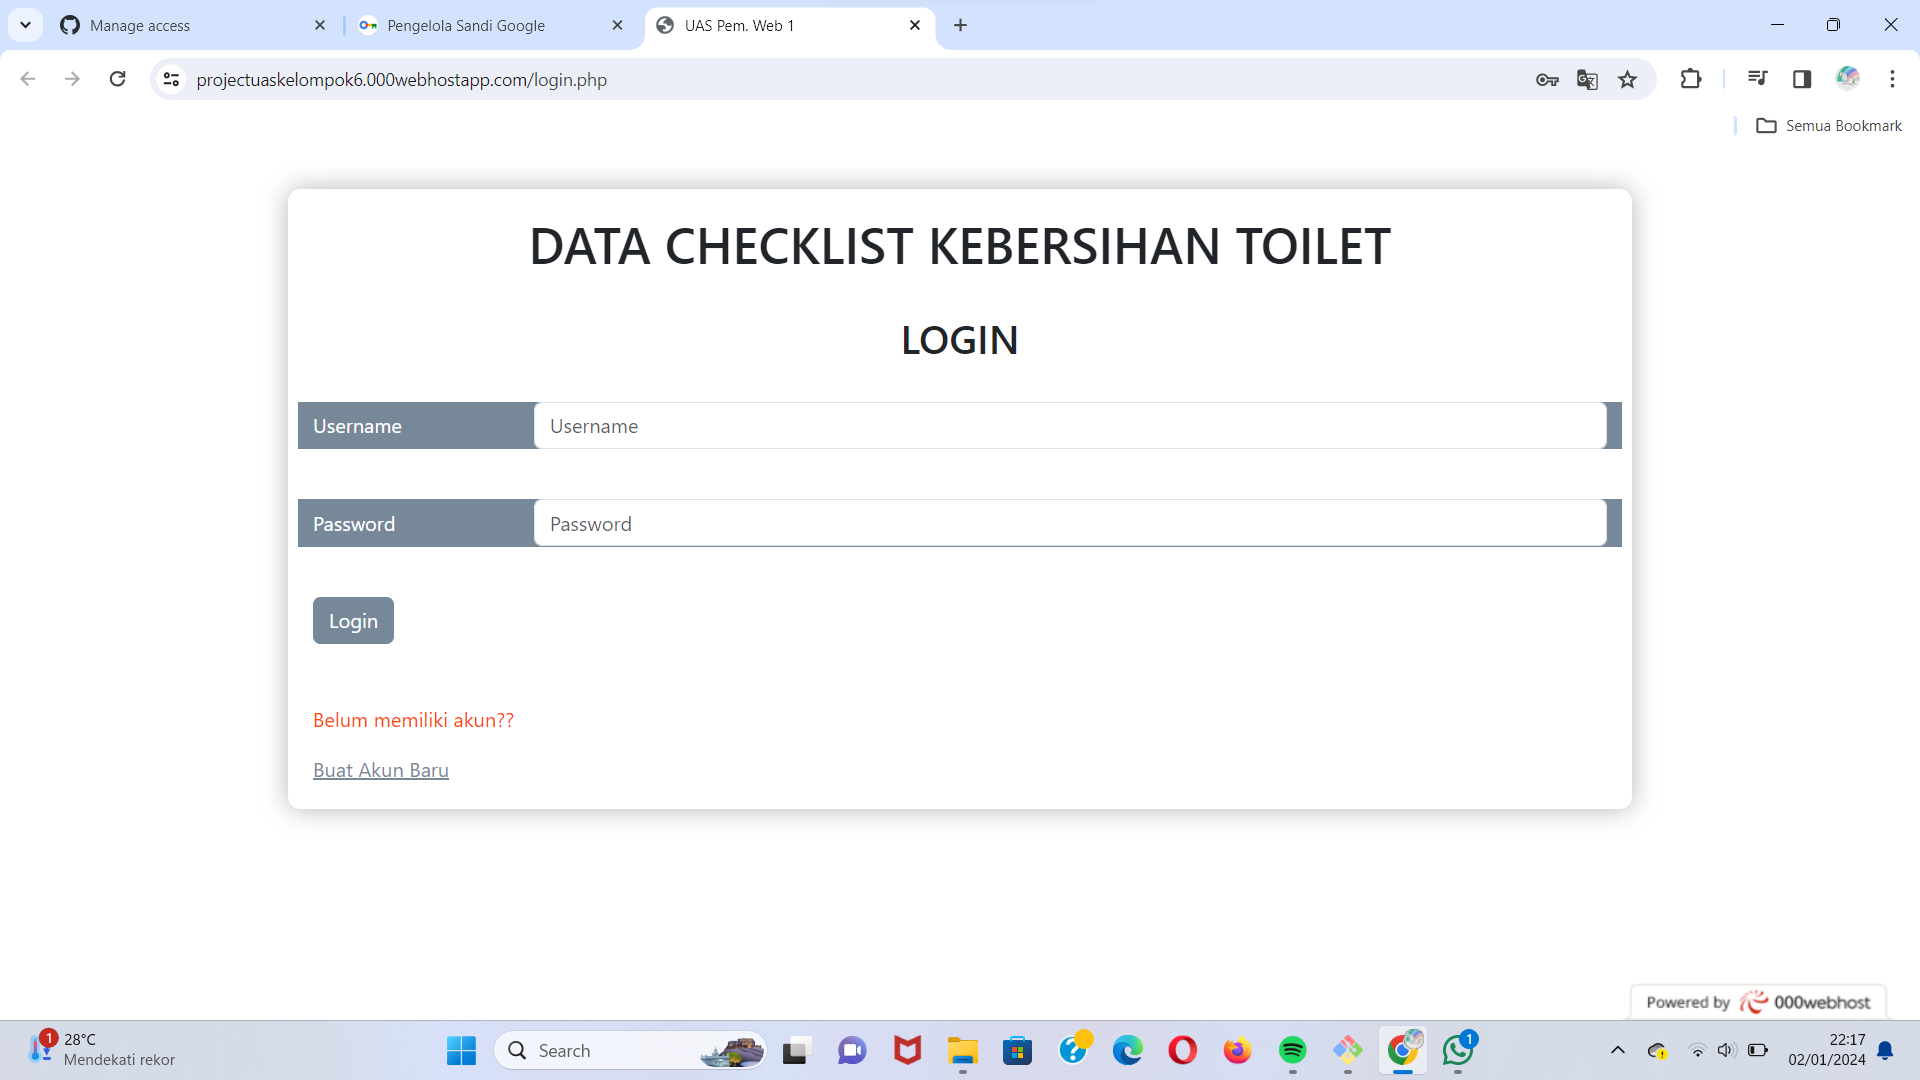 Manage access
Pengelola Sandi Google
UAS Pem. Web 1
projectuaskelompok6.000webhostapp.com/login.php
Semua Bookmark
DATA CHECKLIST KEBERSIHAN TOILET
LOGIN
Username Username
Password Password
Login
Belum memiliki akun??
Buat Akun Baru
Powered by 000webhost
1 28°C
Mendekati rekor
Search
1
22:17
02/01/2024